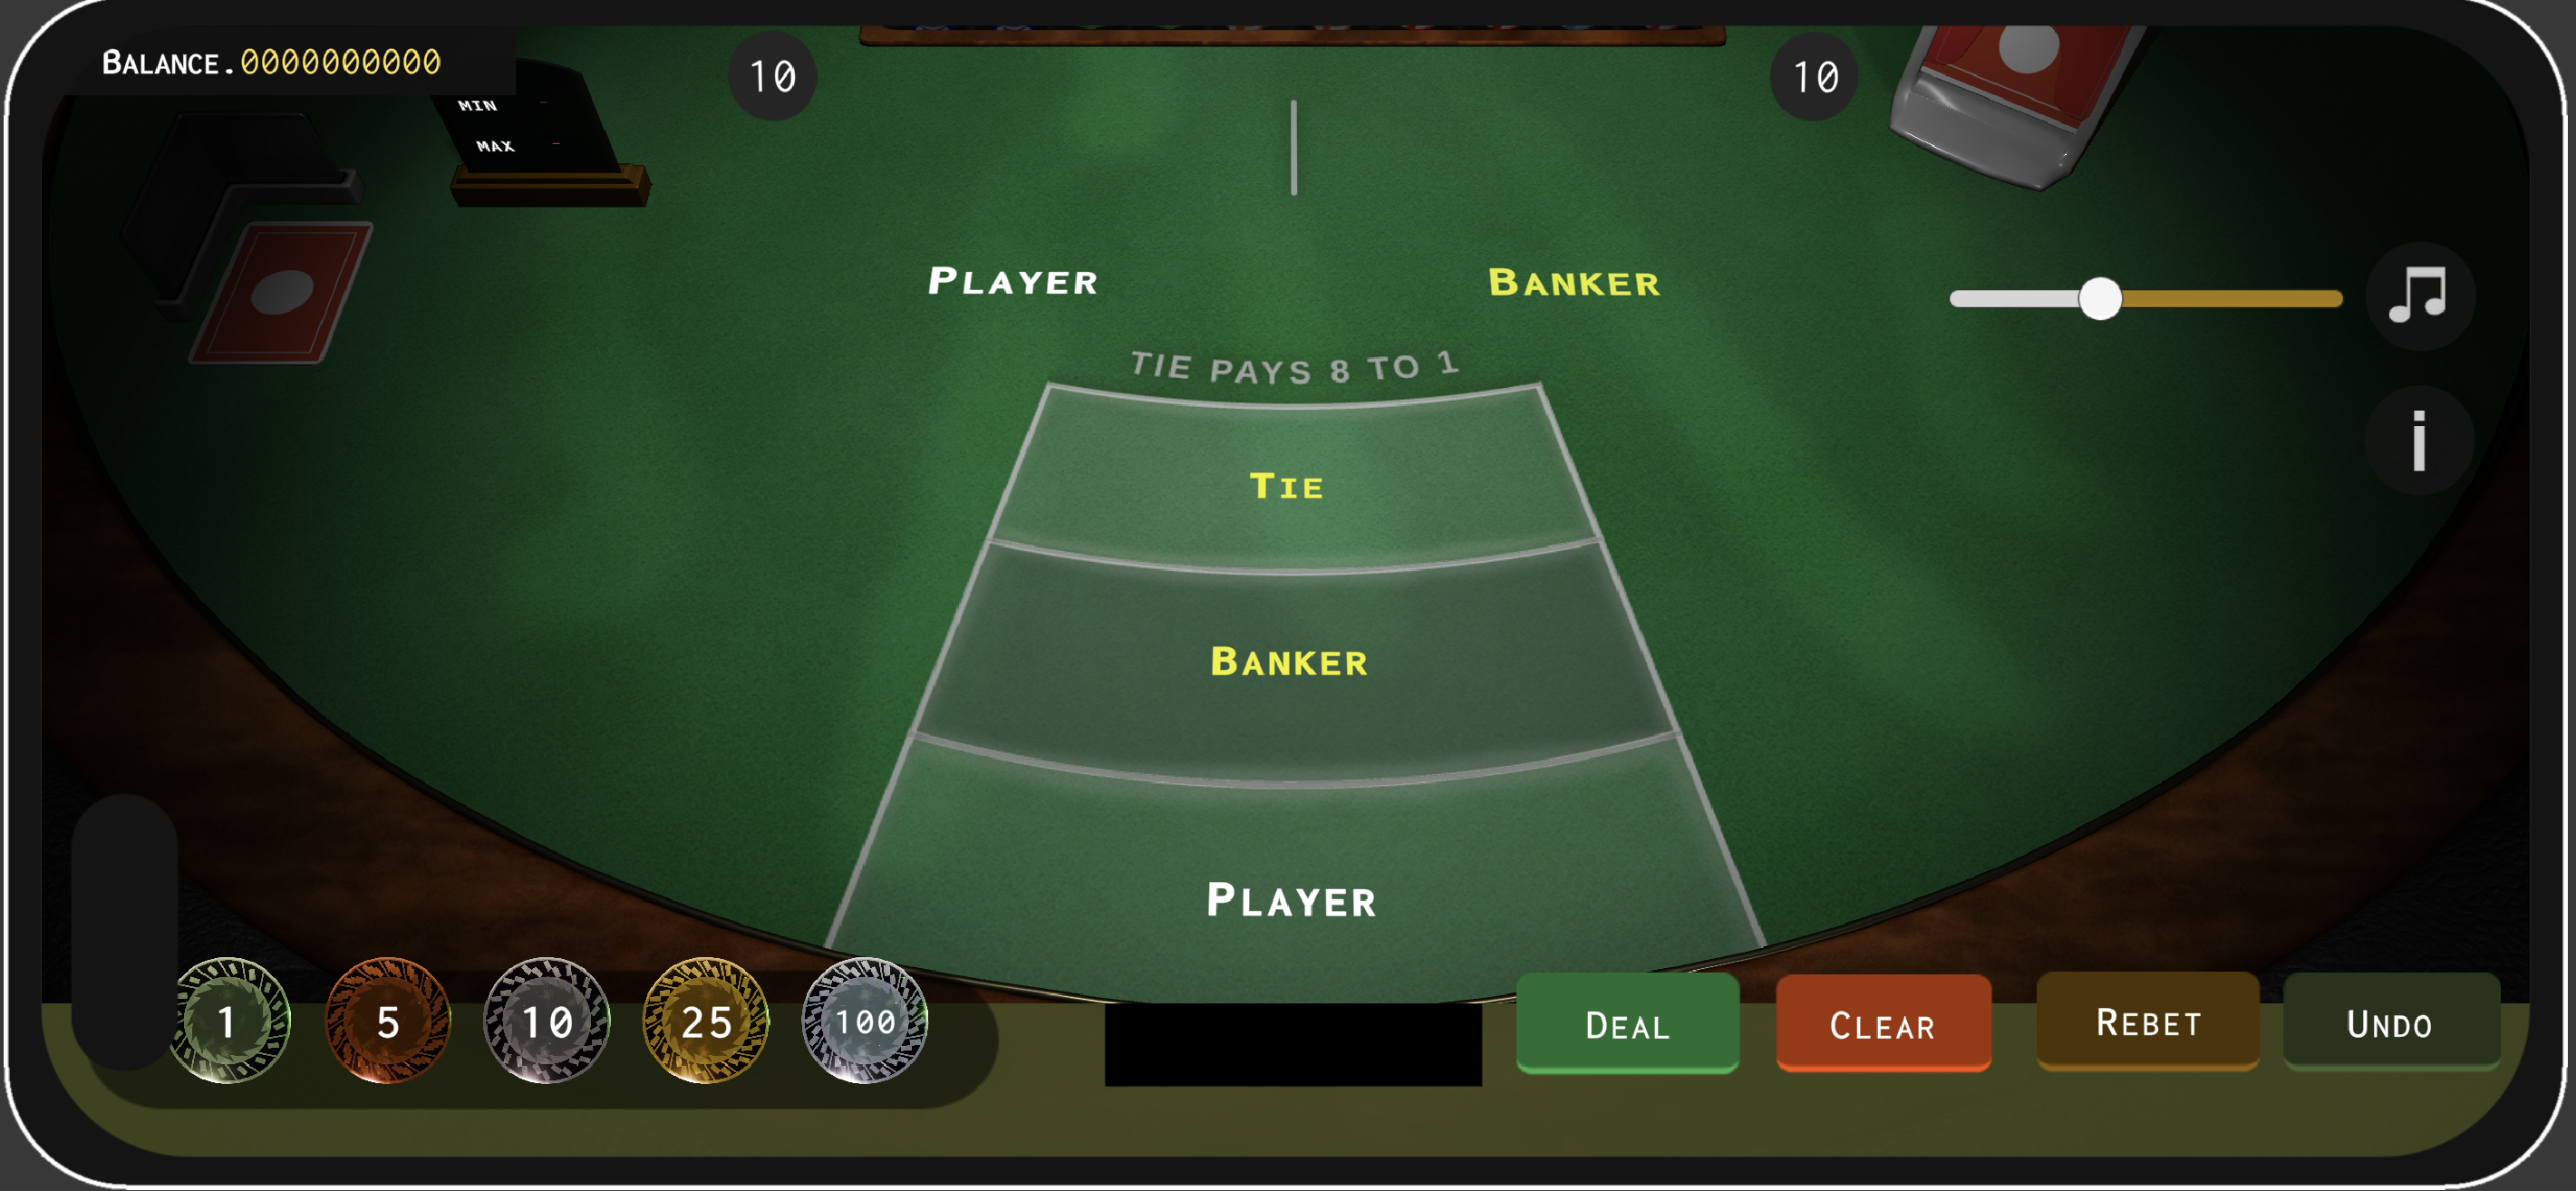 BALANCE.0000000000
10
10
MIN -
MAX -
PLAYER
BANKER
TIE PAYS 8 TO 1
i
TIE
BANKER
PLAYER
1
5
10
25
100
DEAL
CLEAR
REBET
UNDO